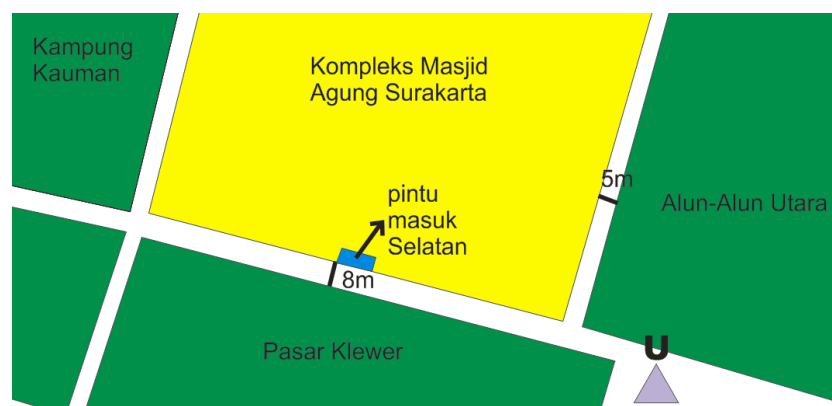 Kampung
Kauman
Kompleks Masjid
Agung Surakarta
pintu
masuk
Selatan
5m
Alun-Alun Utara
8m
Pasar Klewer
U